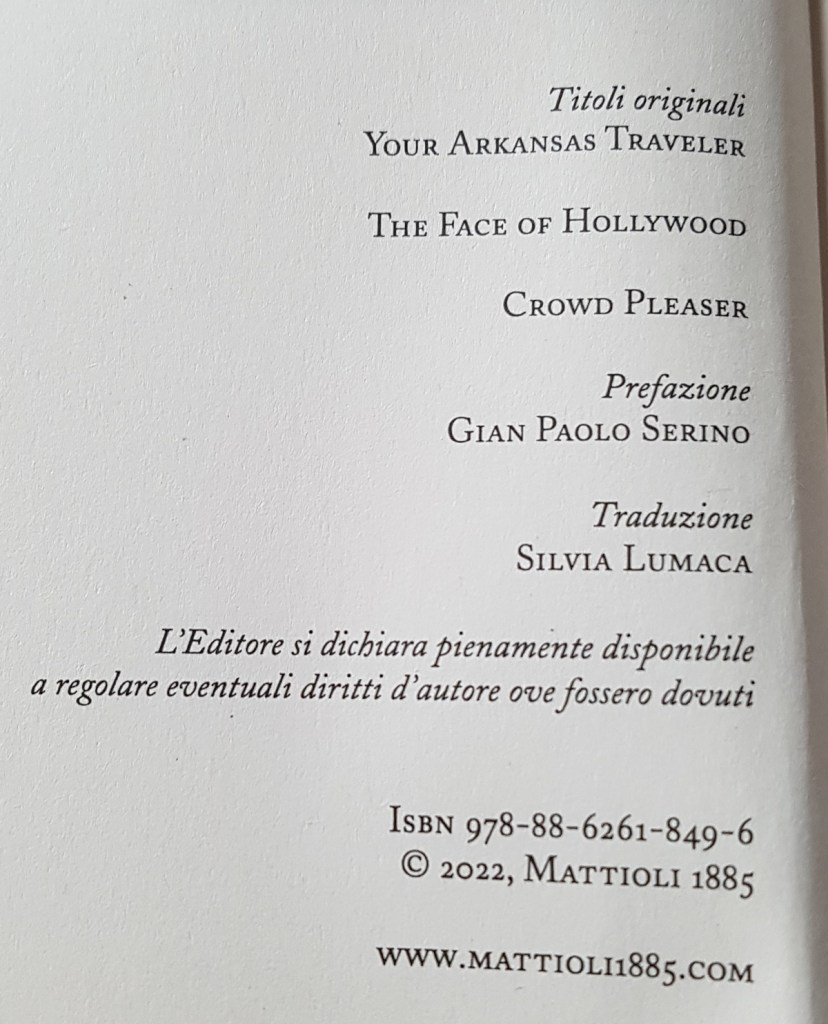 Titoli originali
Your Arkansas Traveler
The Face of Hollywood
Crowd Pleaser
Prefazione
Gian Paolo Serino
Traduzione
Silvia Lumaca
L'Editore si dichiara pienamente disponibile
a regolare eventuali diritti d'autore ove fossero dovuti
Isbn 978-88-6261-849-6
© 2022, Mattioli 1885
www.mattioli1885.com